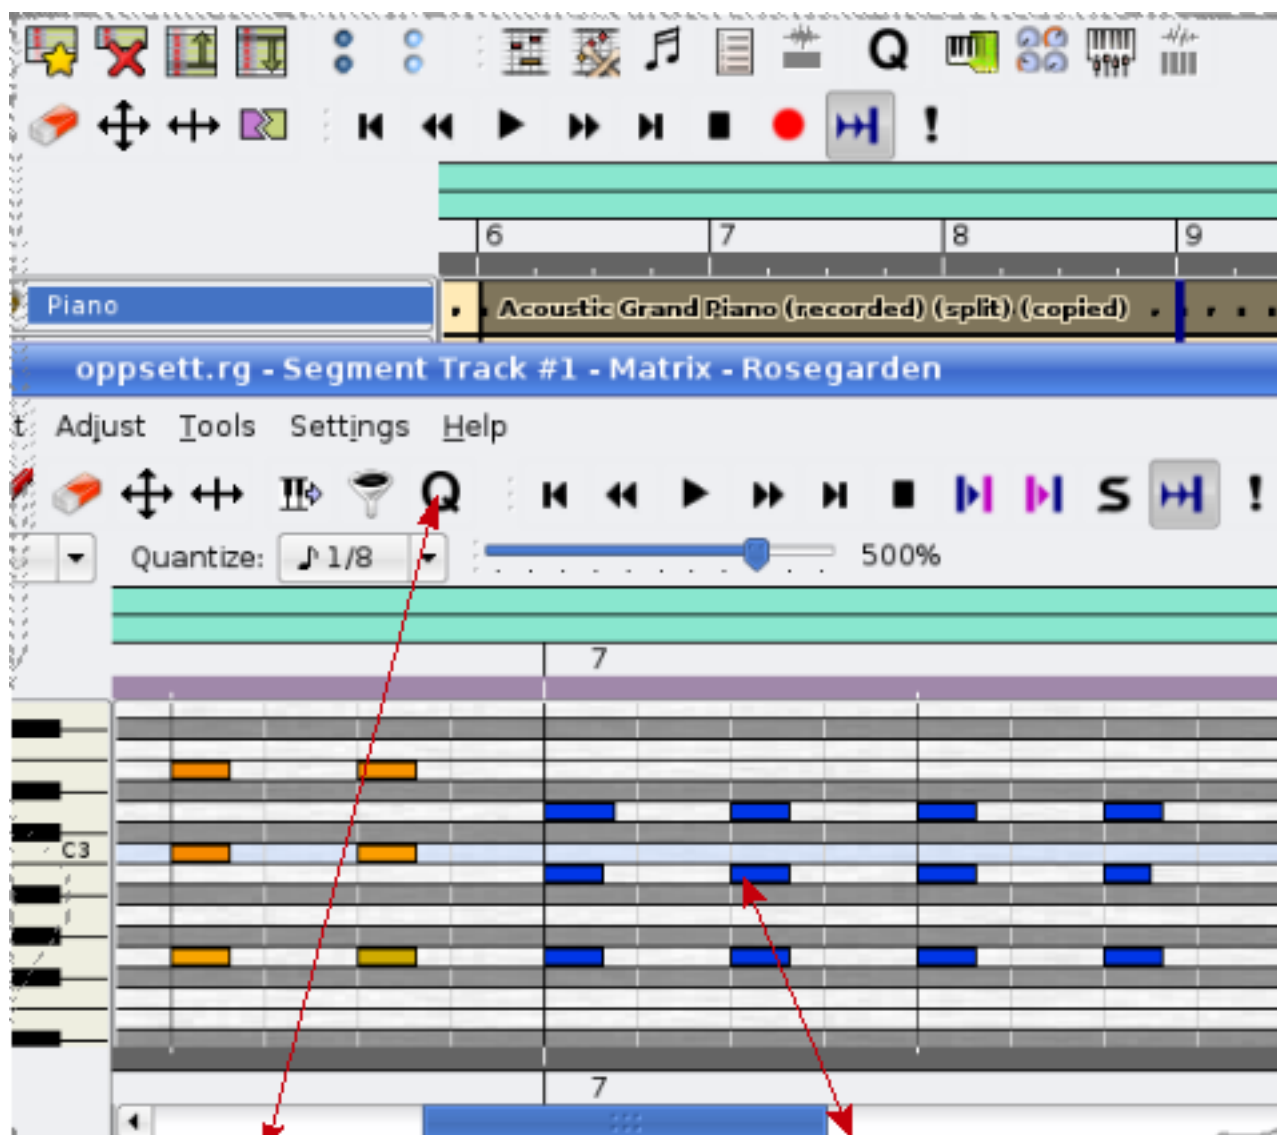 Q
6 7 8 9
Piano
Acoustic Grand Piano (recorded) (split) (copied)
oppsett.rg - Segment Track #1 - Matrix - Rosegarden
t Adjust Tools Settings Help
Q S !
Quantize: 1/8 500%
7
C3
7